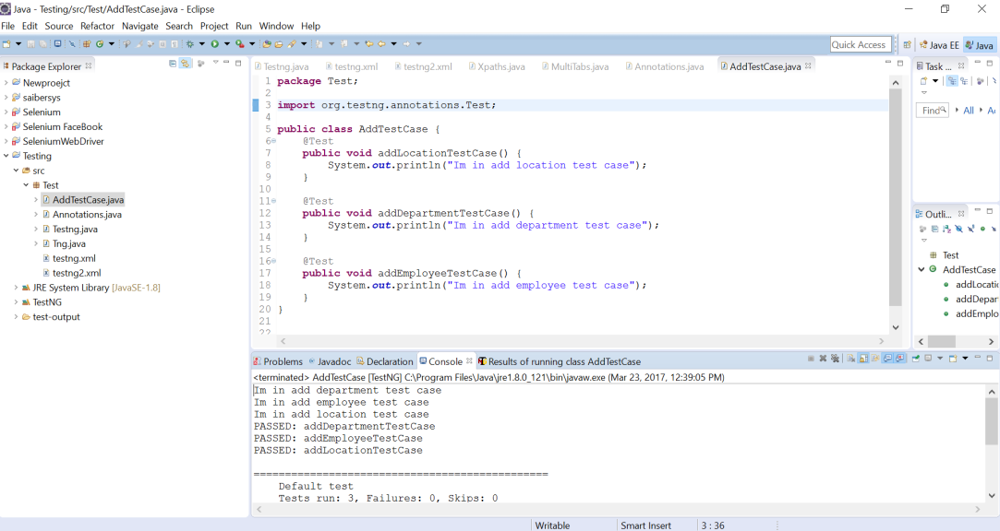 Java - Testing/src/Test/AddTestCase.java - Eclipse
File Edit Source Refactor Navigate Search Project Run Window Help
Quick Access Java EE Java
Package Explorer
Newproejct
saibersys
Selenium
Selenium FaceBook
SeleniumWebDriver
Testing
src
Test
AddTestCase.java
Annotations.java
Testng.java
Tng.java
testng.xml
testng2.xml
JRE System Library [JavaSE-1.8]
TestNG
test-output
Testng.java testng.xml testng2.xml Xpaths.java MultiTabs.java Annotations.java AddTestCase.java
1 package Test;
2
3 import org.testng.annotations.Test;
4
5 public class AddTestCase {
6 @Test
7 public void addLocationTestCase() {
8 System.out.println("Im in add location test case");
9 }
10
11 @Test
12 public void addDepartmentTestCase() {
13 System.out.println("Im in add department test case");
14 }
15
16 @Test
17 public void addEmployeeTestCase() {
18 System.out.println("Im in add employee test case");
19 }
20 }
21
22
Task ...
Find All
Outli...
Test
AddTestCase
addLocati
addDepar
addEmplo
Problems Javadoc Declaration Console Results of running class AddTestCase
<terminated> AddTestCase [TestNG] C:\Program Files\Java\jre1.8.0_121\bin\javaw.exe (Mar 23, 2017, 12:39:05 PM)
Im in add department test case
Im in add employee test case
Im in add location test case
PASSED: addDepartmentTestCase
PASSED: addEmployeeTestCase
PASSED: addLocationTestCase
===============================================
Default test
Tests run: 3, Failures: 0, Skips: 0
Writable Smart Insert 3 : 36